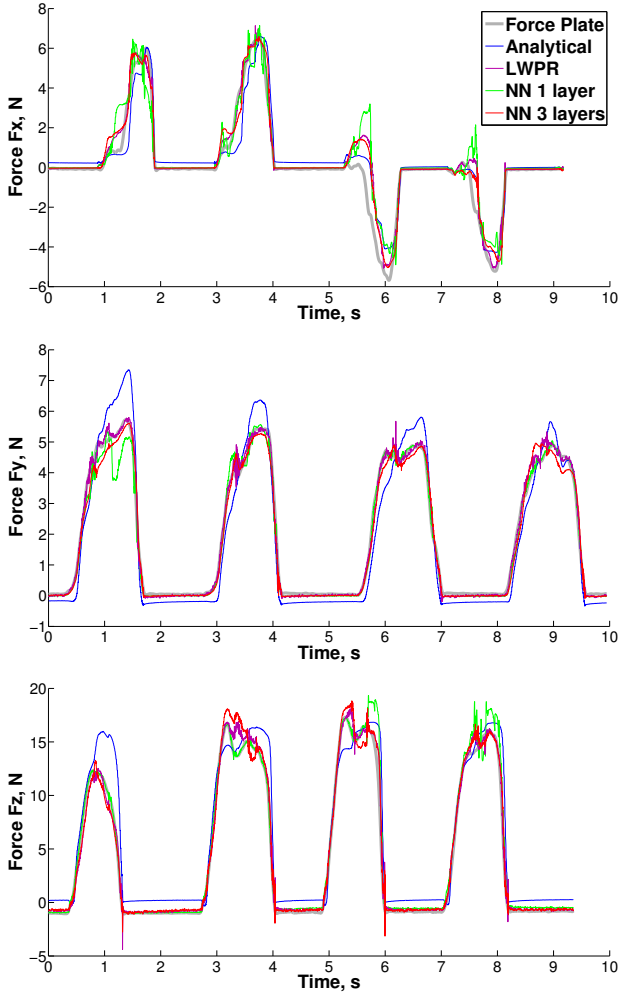 8
6
4
2
0
−2
−4
−6
Force Fx, N
Force Plate
Analytical
LWPR
NN 1 layer
NN 3 layers
0 1 2 3 4 5 6 7 8 9 10
Time, s
8
7
6
5
4
3
2
1
0
−1
Force Fy, N
0 1 2 3 4 5 6 7 8 9 10
Time, s
20
15
10
5
0
−5
Force Fz, N
0 1 2 3 4 5 6 7 8 9 10
Time, s